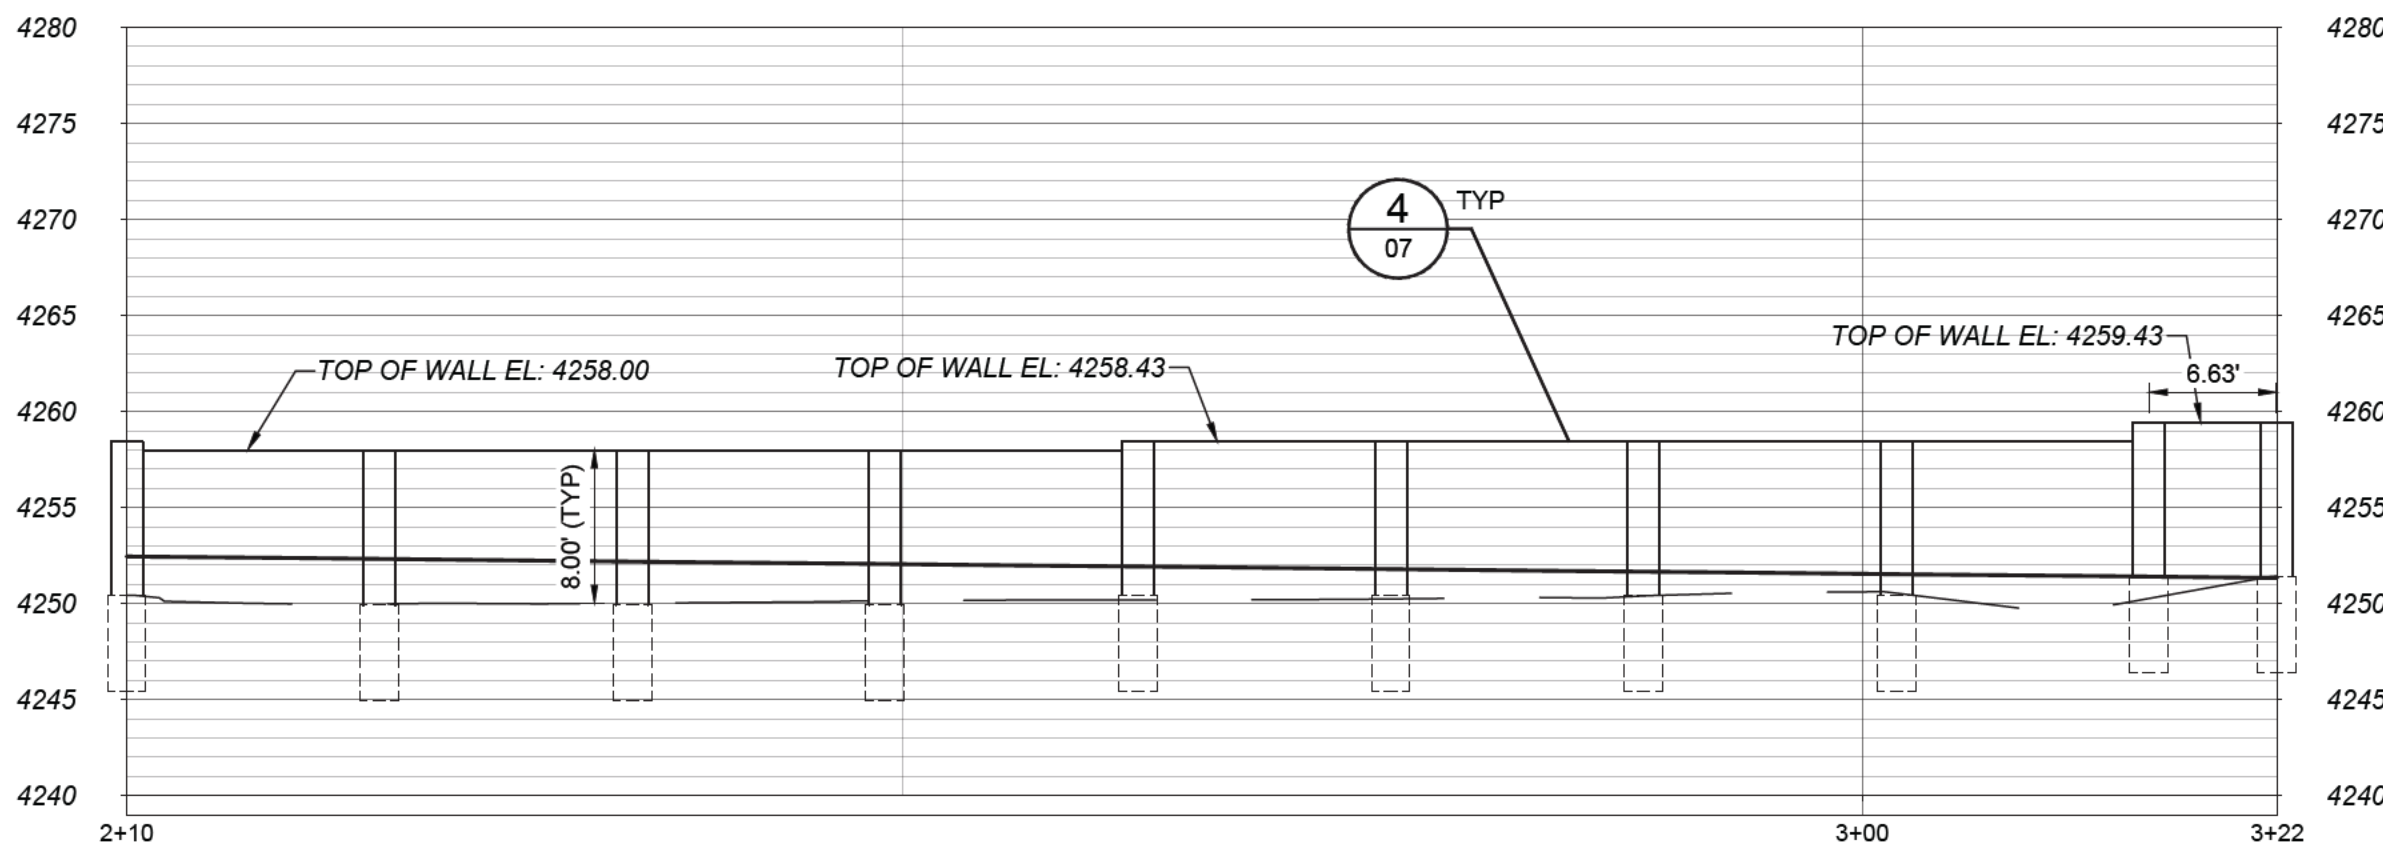 4280 4280
4275 4275
4270 4270
4265 4265
4260 4260
4255 4255
4250 4250
4245 4245
4240 4240
4
07
TYP
TOP OF WALL EL: 4258.00
TOP OF WALL EL: 4258.43
TOP OF WALL EL: 4259.43
6.63'
8.00' (TYP)
2+10 3+00 3+22